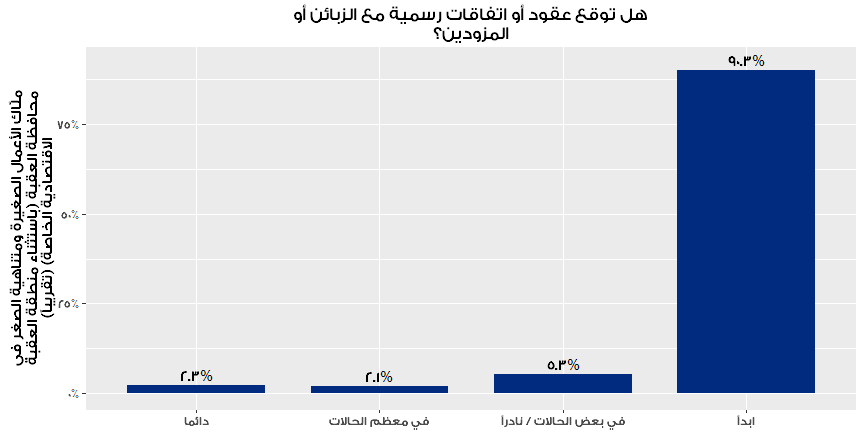 هل توقع عقود أو اتفاقات رسمية مع الزبائن أو
المزودين؟
ملّاك الأعمال الصغيرة ومتناهية الصغر في
محافظة العقبة (باستثناء منطقة العقبة
الاقتصادية الخاصة) (تقريباً)
٧٥%
٥٠%
٢٥%
٠%
٢.٣%
٢.١%
٥.٣%
٩٠.٣%
دائما
في معظم الحالات
في بعض الحالات / نادراً
ابداً